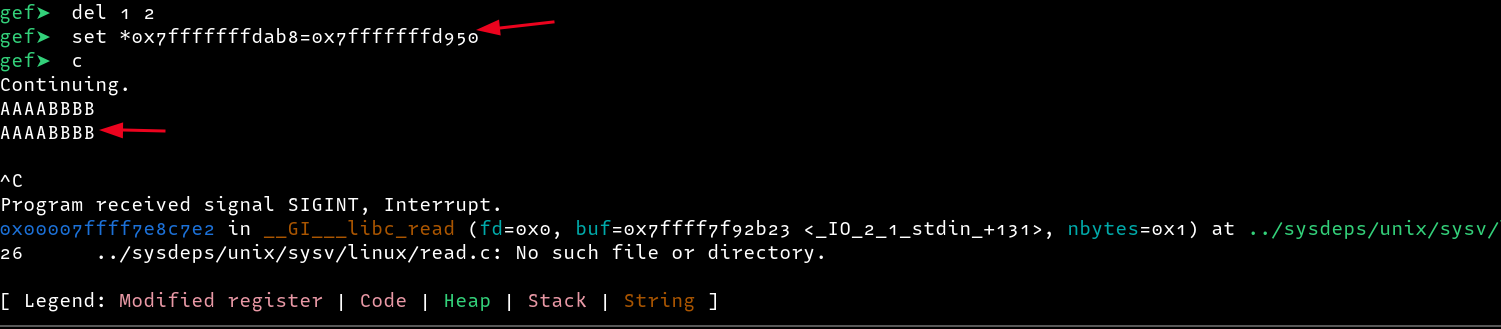 gef➤  del 1 2
gef➤  set *0x7fffffffdab8=0x7fffffffd950
gef➤  c
Continuing.
AAAABBBB
AAAABBBB
^C
Program received signal SIGINT, Interrupt.
0x00007ffff7e8c7e2 in __GI___libc_read (fd=0x0, buf=0x7ffff7f92b23 <_IO_2_1_stdin_+131>, nbytes=0x1) at ../sysdeps/unix/sysv/
26      ../sysdeps/unix/sysv/linux/read.c: No such file or directory.
[ Legend: Modified register | Code | Heap | Stack | String ]